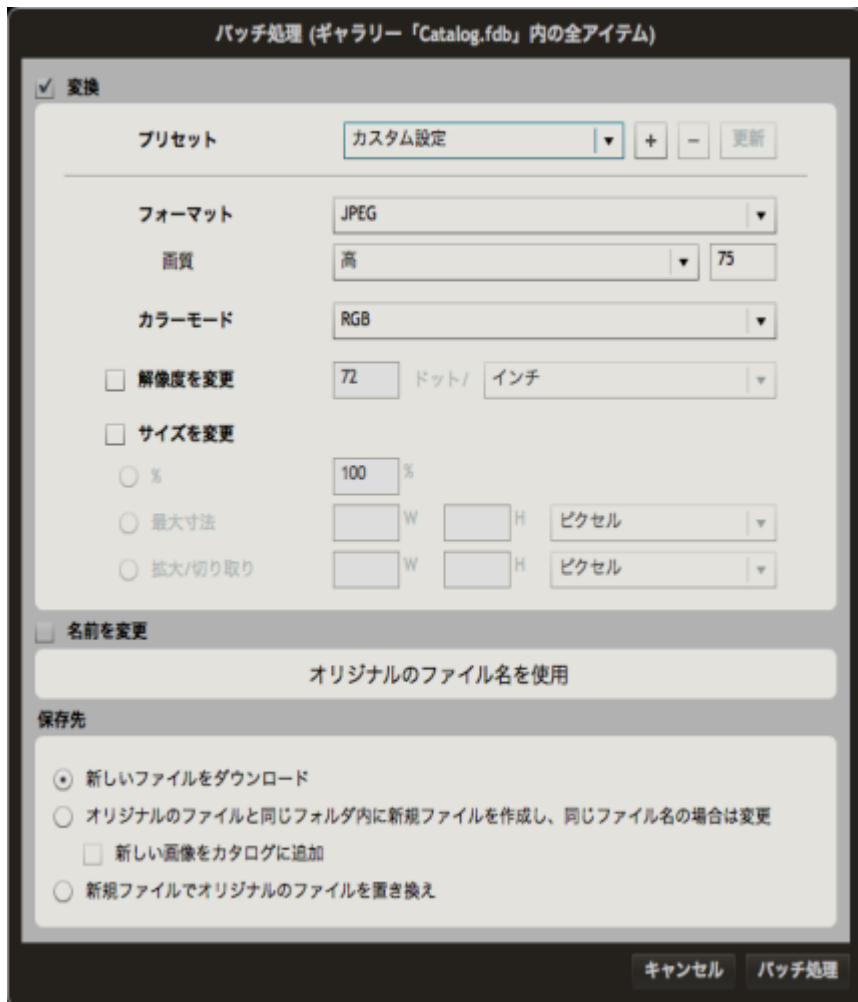 バッチ処理 (ギャラリー「Catalog.fdb」内の全アイテム)
変換
プリセット カスタム設定 + − 更新
フォーマット JPEG
画質 高 75
カラーモード RGB
解像度を変更 72 ドット/ インチ
サイズを変更
% 100 %
最大寸法 W H ピクセル
拡大/切り取り W H ピクセル
名前を変更
オリジナルのファイル名を使用
保存先
新しいファイルをダウンロード
オリジナルのファイルと同じフォルダ内に新規ファイルを作成し、同じファイル名の場合は変更
新しい画像をカタログに追加
新規ファイルでオリジナルのファイルを置き換え
キャンセル バッチ処理